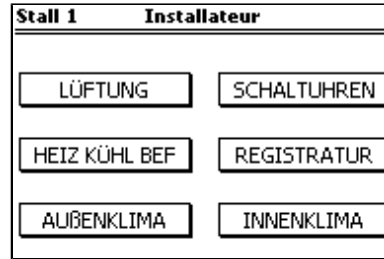 Stall 1 Installateur
LÜFTUNG SCHALTUHREN
HEIZ KÜHL BEF REGISTRATUR
AUßENKLIMA INNENKLIMA